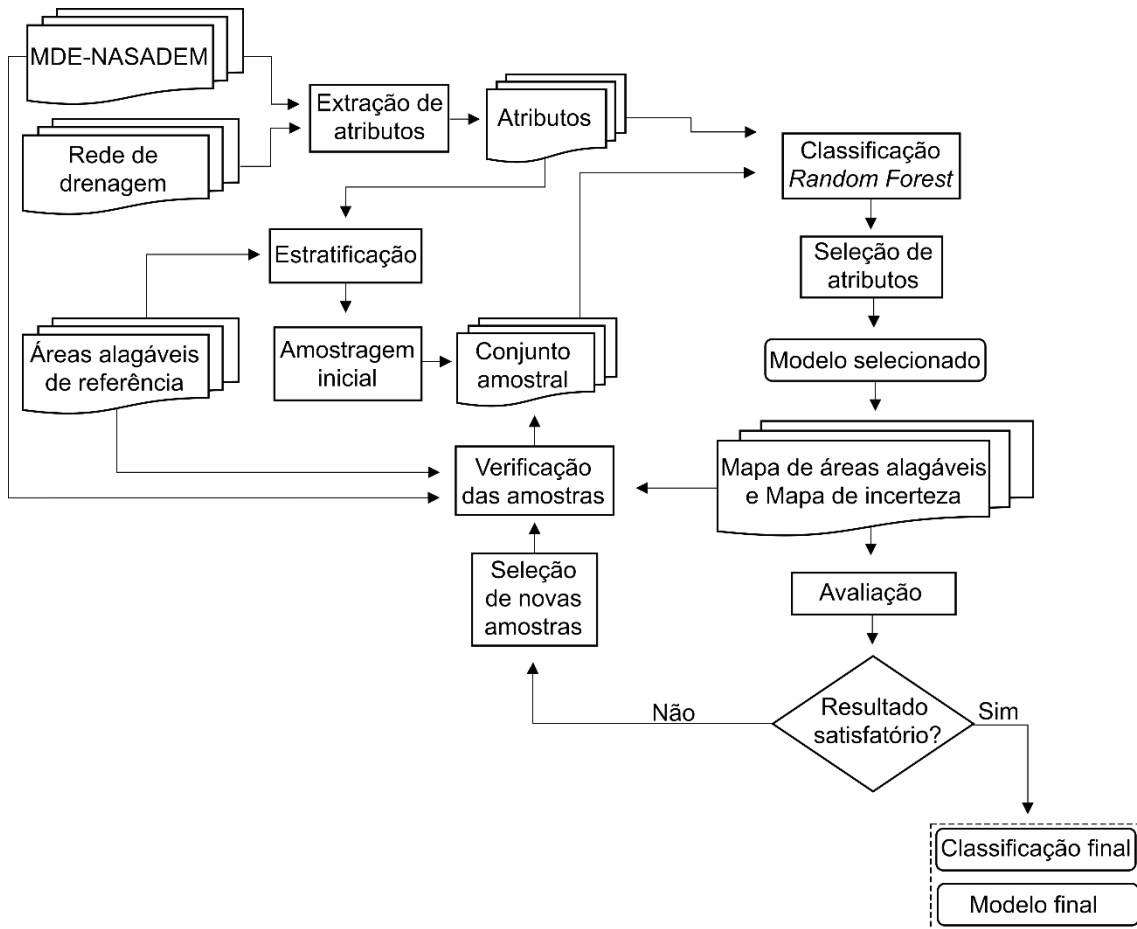 MDE-NASADEM
Extração de
atributos
Atributos
Rede de
drenagem
Classificação
Random Forest
Estratificação
Seleção de
atributos
Áreas alagáveis
de referência
Amostragem
inicial
Conjunto
amostral
Modelo selecionado
Verificação
das amostras
Mapa de áreas alagáveis
e Mapa de incerteza
Seleção
de novas
amostras
Avaliação
Não
Resultado
satisfatório?
Sim
Classificação final
Modelo final